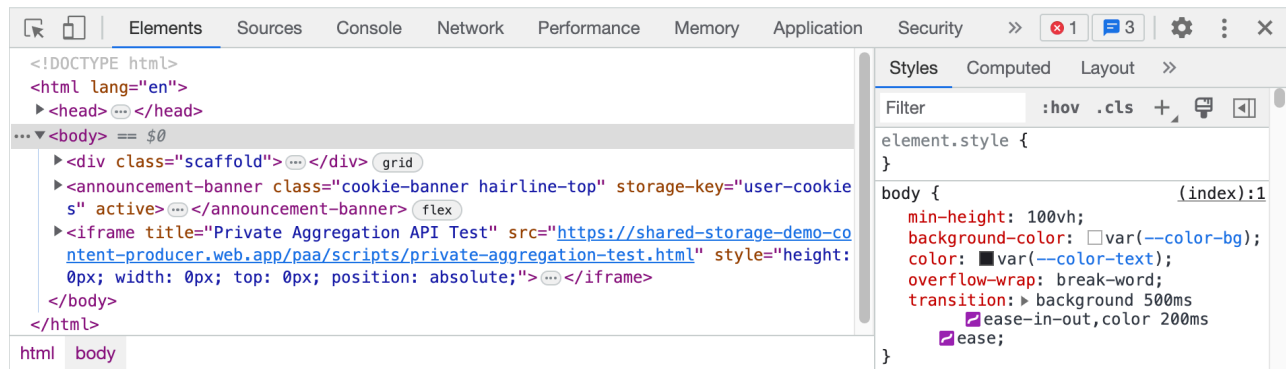 Elements Sources Console Network Performance Memory Application Security » 1 3
<!DOCTYPE html>
<html lang="en">
<head> ••• </head>
••• <body> == $0
<div class="scaffold"> ••• </div> grid
<announcement-banner class="cookie-banner hairline-top" storage-key="user-cookie
s" active> ••• </announcement-banner> flex
<iframe title="Private Aggregation API Test" src="https://shared-storage-demo-co
ntent-producer.web.app/paa/scripts/private-aggregation-test.html" style="height:
0px; width: 0px; top: 0px; position: absolute;"> ••• </iframe>
</body>
</html>
html body
Styles Computed Layout »
Filter :hov .cls +
element.style {
}
body { (index):1
min-height: 100vh;
background-color: var(--color-bg);
color: var(--color-text);
overflow-wrap: break-word;
transition: background 500ms
ease-in-out,color 200ms
ease;
}